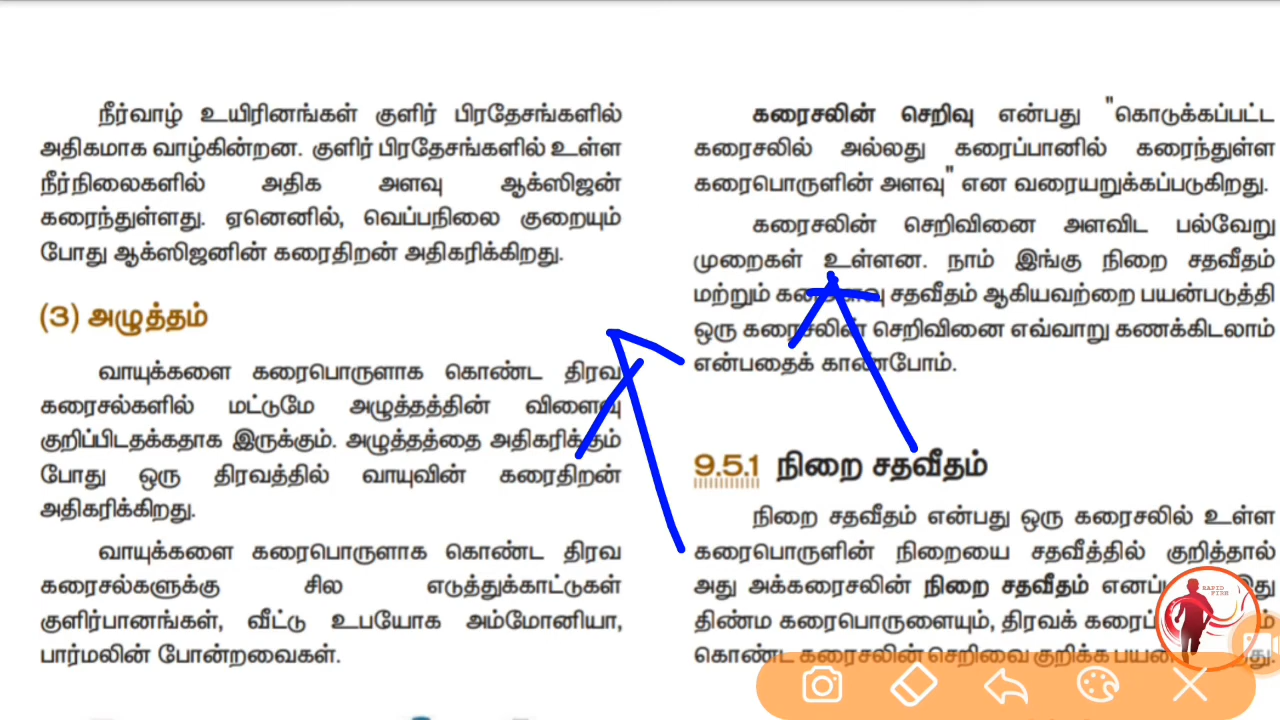 நீர்வாழ் உயிரினங்கள் குளிர் பிரதேசங்களில்
அதிகமாக வாழ்கின்றன. குளிர் பிரதேசங்களில் உள்ள
நீர்நிலைகளில் அதிக அளவு ஆக்ஸிஜன்
கரைந்துள்ளது. ஏனெனில், வெப்பநிலை குறையும்
போது ஆக்ஸிஜனின் கரைதிறன் அதிகரிக்கிறது.
(3) அழுத்தம்
வாயுக்களை கரைபொருளாக கொண்ட திரவ
கரைசல்களில் மட்டுமே அழுத்தத்தின் விளைவு
குறிப்பிடதக்கதாக இருக்கும். அழுத்தத்தை அதிகரிக்கும்
போது ஒரு திரவத்தில் வாயுவின் கரைதிறன்
அதிகரிக்கிறது.
வாயுக்களை கரைபொருளாக கொண்ட திரவ
கரைசல்களுக்கு சில எடுத்துக்காட்டுகள்
குளிர்பானங்கள், வீட்டு உபயோக அம்மோனியா,
பார்மலின் போன்றவைகள்.
கரைசலின் செறிவு என்பது "கொடுக்கப்பட்ட
கரைசலில் அல்லது கரைப்பானில் கரைந்துள்ள
கரைபொருளின் அளவு" என வரையறுக்கப்படுகிறது.
கரைசலின் செறிவினை அளவிட பல்வேறு
முறைகள் உள்ளன. நாம் இங்கு நிறை சதவீதம்
மற்றும் கனஅளவு சதவீதம் ஆகியவற்றை பயன்படுத்தி
ஒரு கரைசலின் செறிவினை எவ்வாறு கணக்கிடலாம்
என்பதைக் காண்போம்.
9.5.1 நிறை சதவீதம்
நிறை சதவீதம் என்பது ஒரு கரைசலில் உள்ள
கரைபொருளின் நிறையை சதவீத்தில் குறித்தால்
அது அக்கரைசலின் நிறை சதவீதம்
திண்ம கரைபொருளையும், திரவக்
கொண்ட கரைசலின் செறிவை குறிக்க
RAPID
FISH